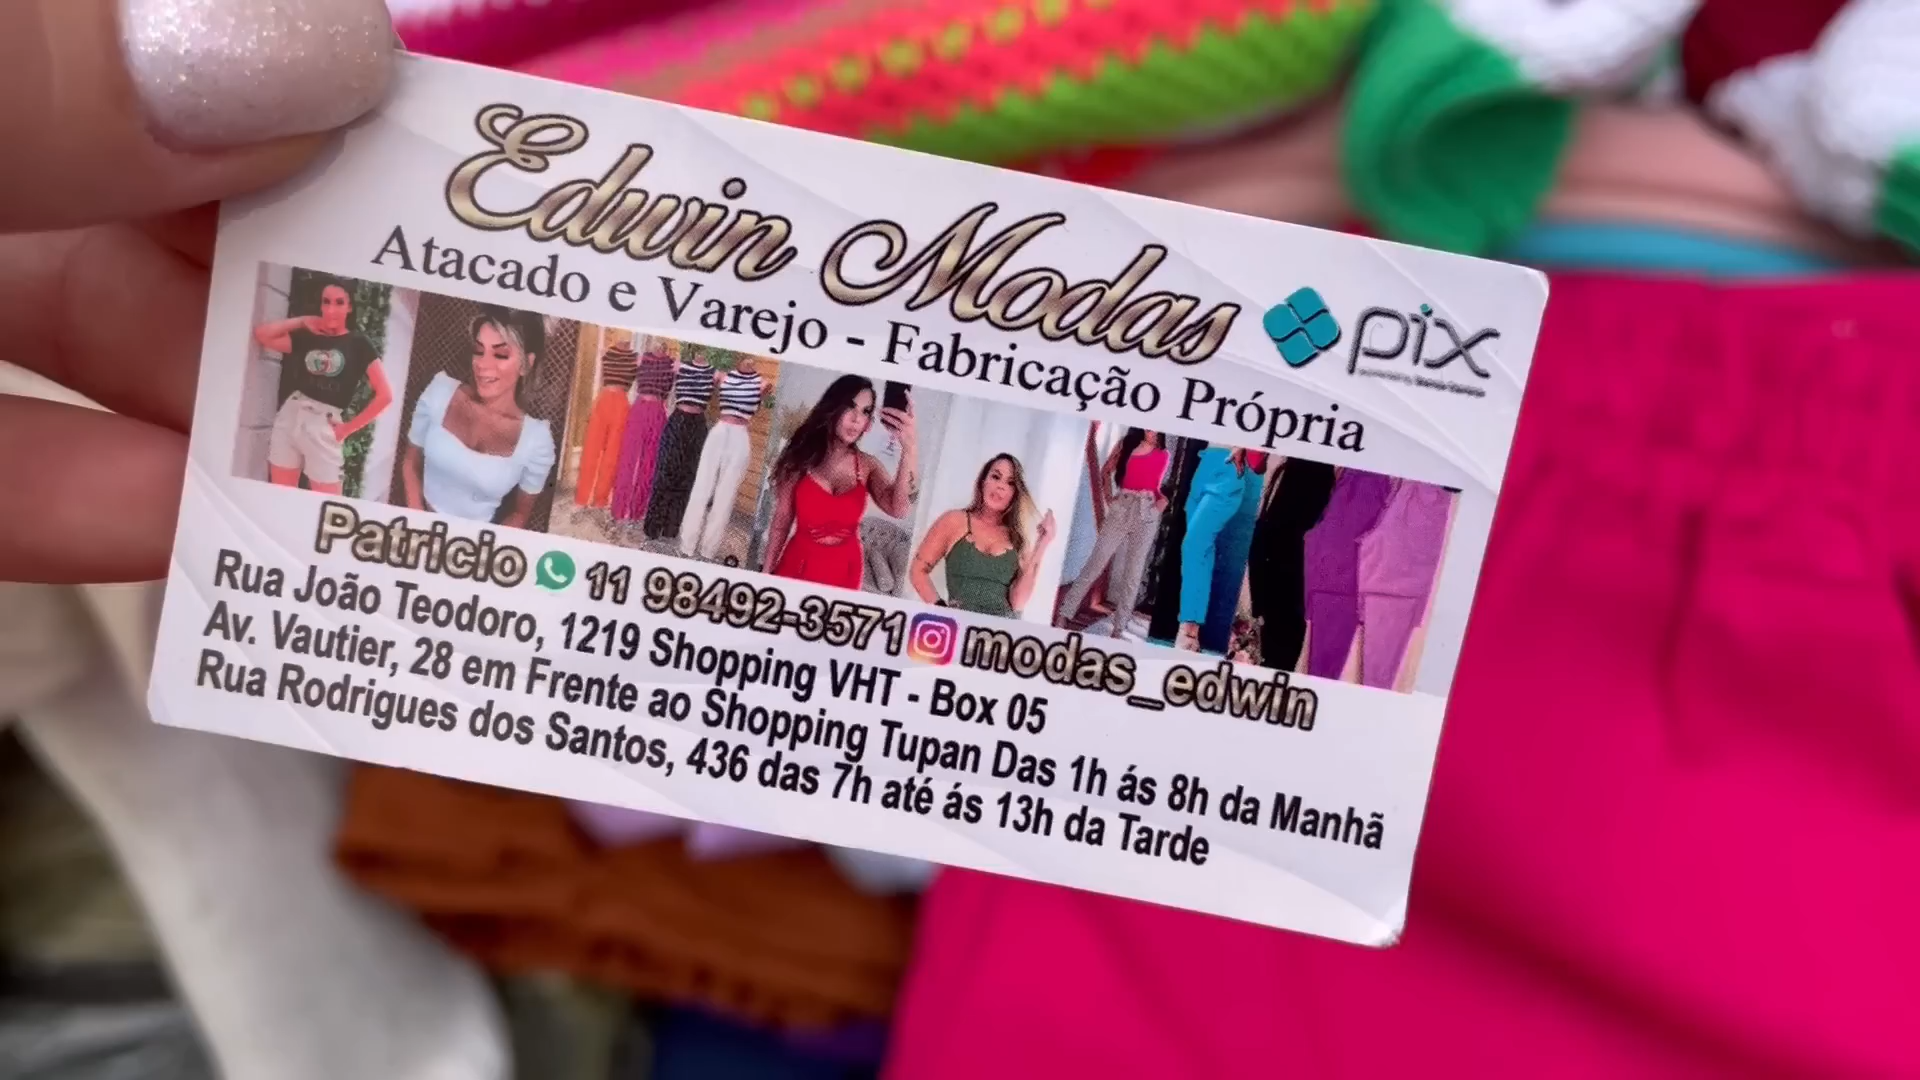 Edwin Modas
pix
Atacado e Varejo - Fabricação Própria
Patricio 11 98492-3571 modas_edwin
Rua João Teodoro, 1219 Shopping VHT - Box 05
Av. Vautier, 28 em Frente ao Shopping Tupan Das 1h ás 8h da Manhã
Rua Rodrigues dos Santos, 436 das 7h até ás 13h da Tarde